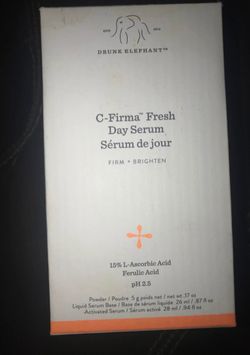 DRUNK ELEPHANT™
C-Firma™ Fresh
Day Serum
Sérum de jour
FIRM + BRIGHTEN
15% L-Ascorbic Acid
Ferulic Acid
pH 2.5
Powder / Poudre 5 g poids net / net wt .17 oz
Liquid Serum Base / Base de sérum liquide 26 ml / .87 fl oz
Activated Serum / Sérum activé 28 ml / .94 fl oz